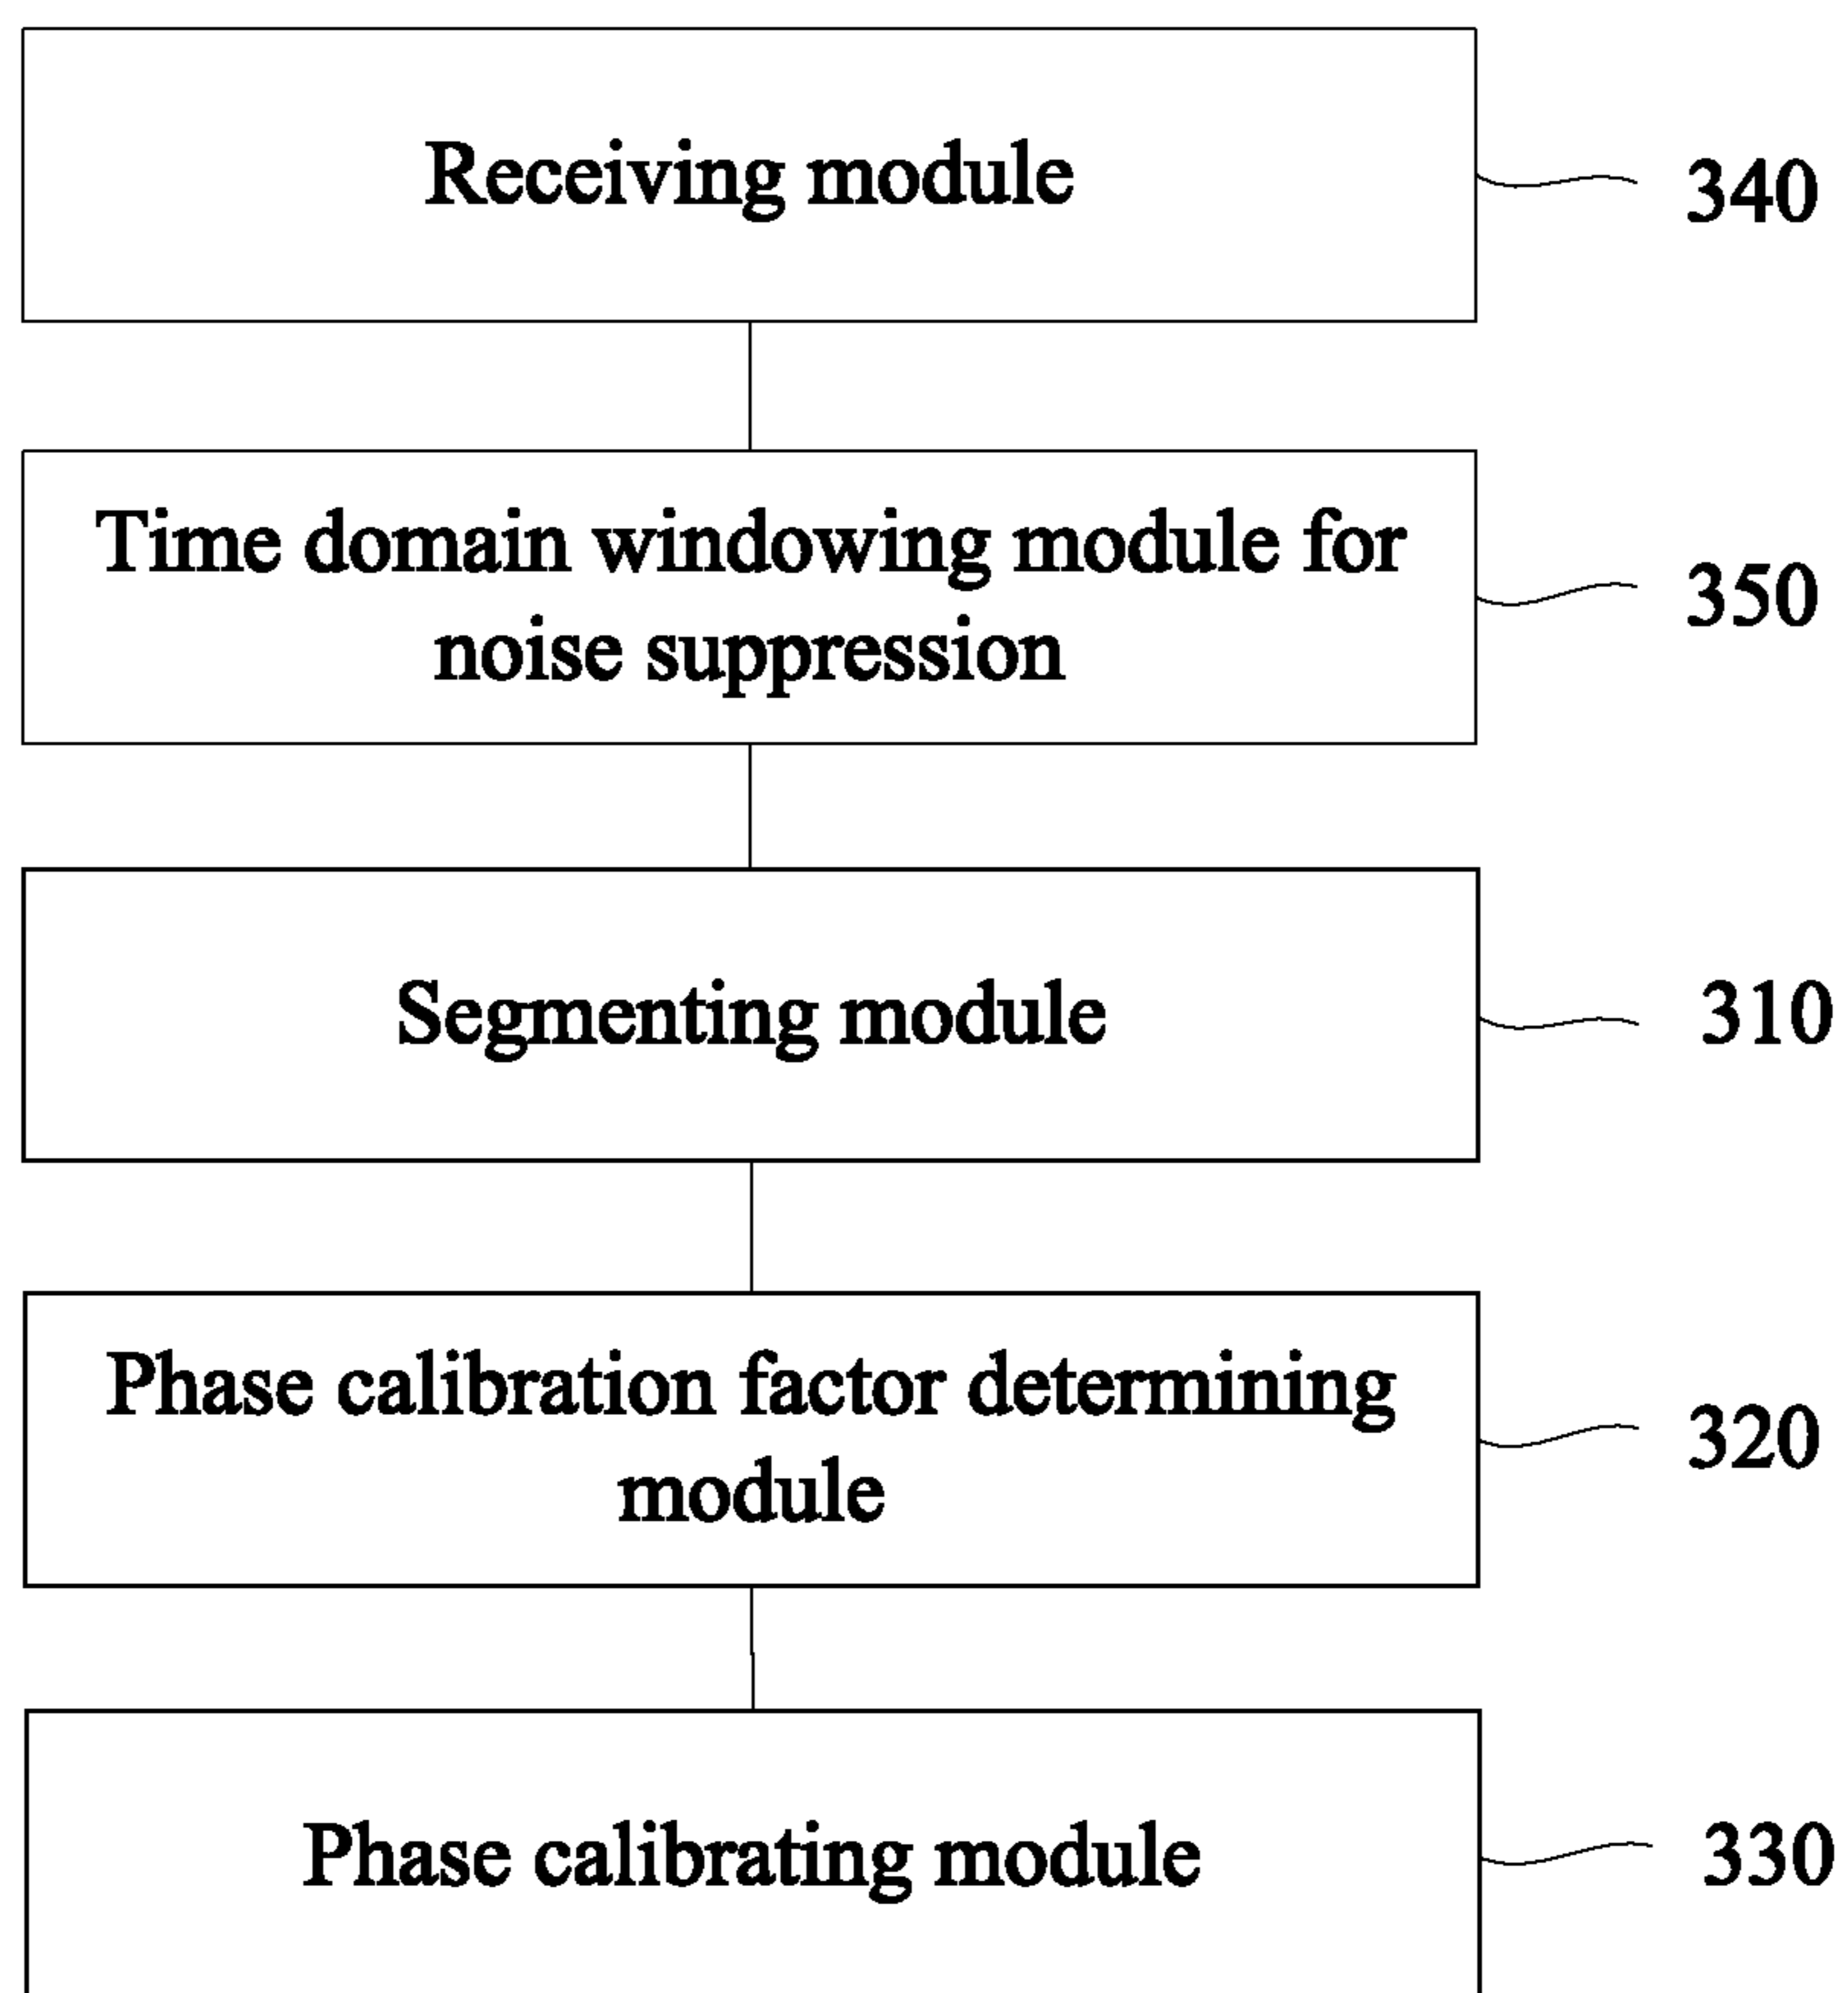 Receiving module
340
Time domain windowing module for
noise suppression
350
Segmenting module
310
Phase calibration factor determining
module
320
Phase calibrating module
330